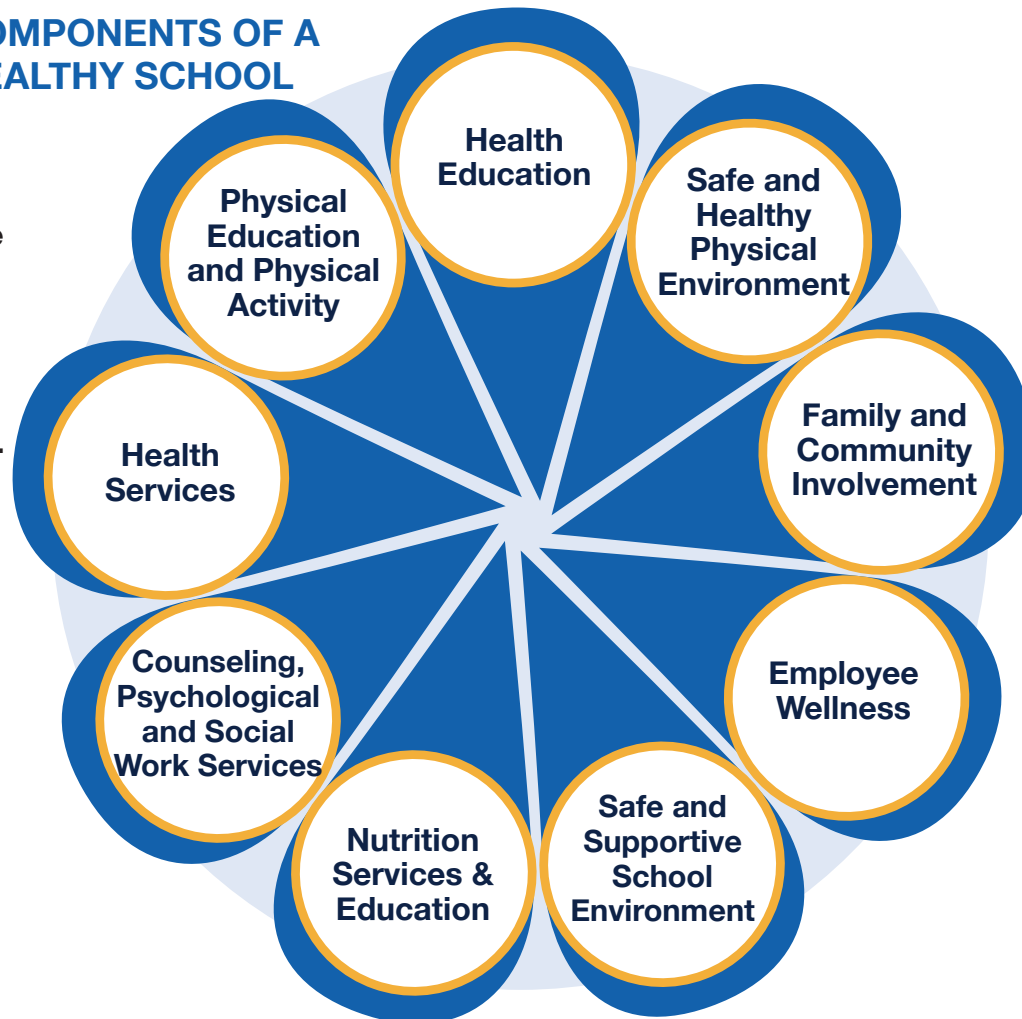 OMPONENTS OF A
EALTHY SCHOOL
Health
Education
Safe and
Healthy
Physical
Environment
Family and
Community
Involvement
Employee
Wellness
Safe and
Supportive
School
Environment
Nutrition
Services &
Education
Counseling,
Psychological
and Social
Work Services
Health
Services
Physical
Education
and Physical
Activity